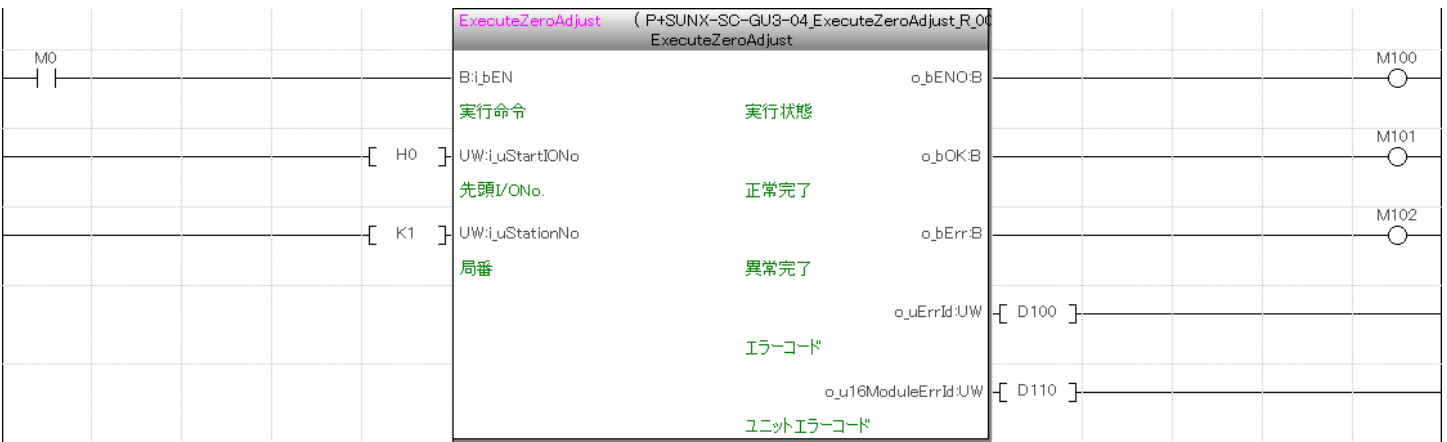 ExecuteZeroAdjust ( P+SUNX-SC-GU3-04_ExecuteZeroAdjust_R_00
ExecuteZeroAdjust
M0
B:i_bEN o_bENO:B
M100
実行命令 実行状態
H0
UW:i_uStartIONo o_bOK:B
M101
先頭I/ONo. 正常完了
K1
UW:i_uStationNo o_bErr:B
M102
局番 異常完了
o_uErrId:UW D100
エラーコード
o_u16ModuleErrId:UW D110
ユニットエラーコード